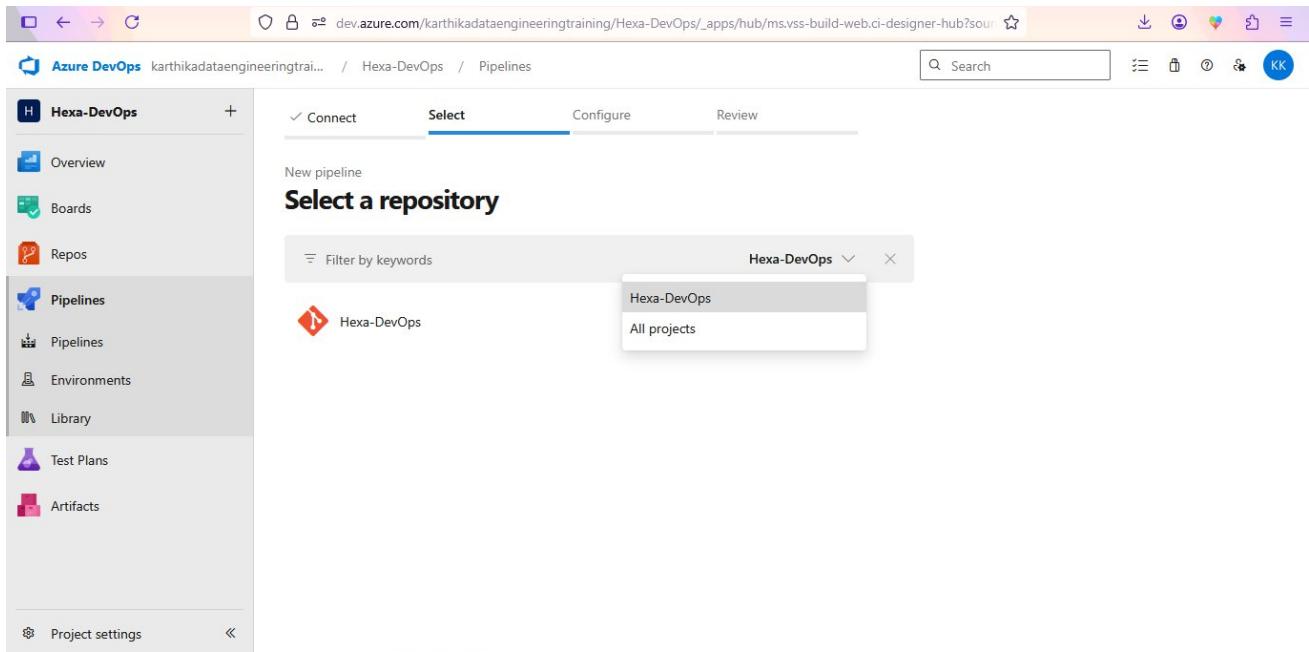 dev.azure.com/karthikadataengineeringtraining/Hexa-DevOps/_apps/hub/ms.vss-build-web.ci-designer-hub?sour
Azure DevOps karthikadataengineeringtrai... / Hexa-DevOps / Pipelines Search KK
H Hexa-DevOps +
Connect Select Configure Review
Overview
New pipeline
Select a repository
Boards
Repos
Filter by keywords Hexa-DevOps
Pipelines
Hexa-DevOps
Hexa-DevOps
All projects
Pipelines
Environments
Library
Test Plans
Artifacts
Project settings